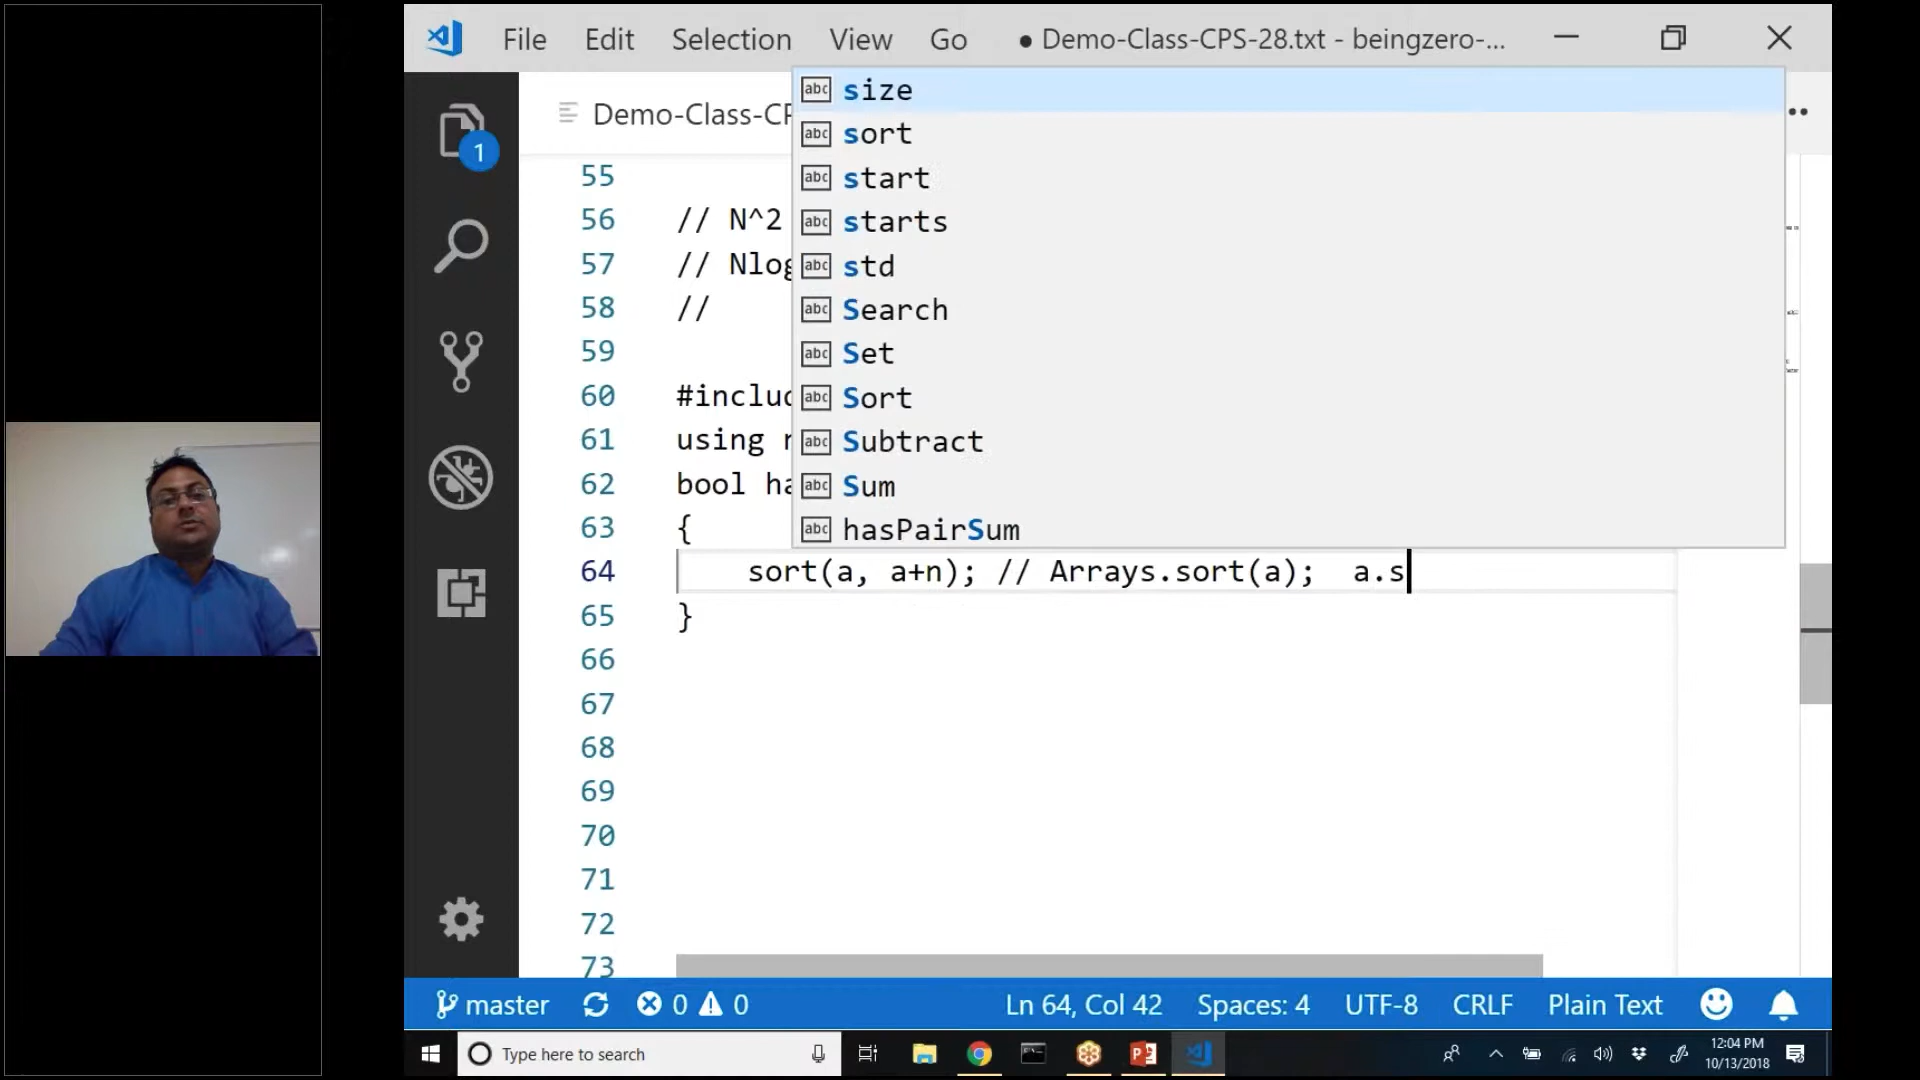 File Edit Selection View Go ● Demo-Class-CPS-28.txt - beingzero-...
1
Demo-Class-CP
size
sort
start
starts
std
Search
Set
Sort
Subtract
Sum
hasPairSum
55
56 // N^2
57 // Nlog
58 //
59
60 #includ
61 using n
62 bool ha
63 {
64 sort(a, a+n); // Arrays.sort(a);  a.s
65 }
66
67
68
69
70
71
72
73
master 0 0 Ln 64, Col 42 Spaces: 4 UTF-8 CRLF Plain Text
Type here to search
12:04 PM
10/13/2018